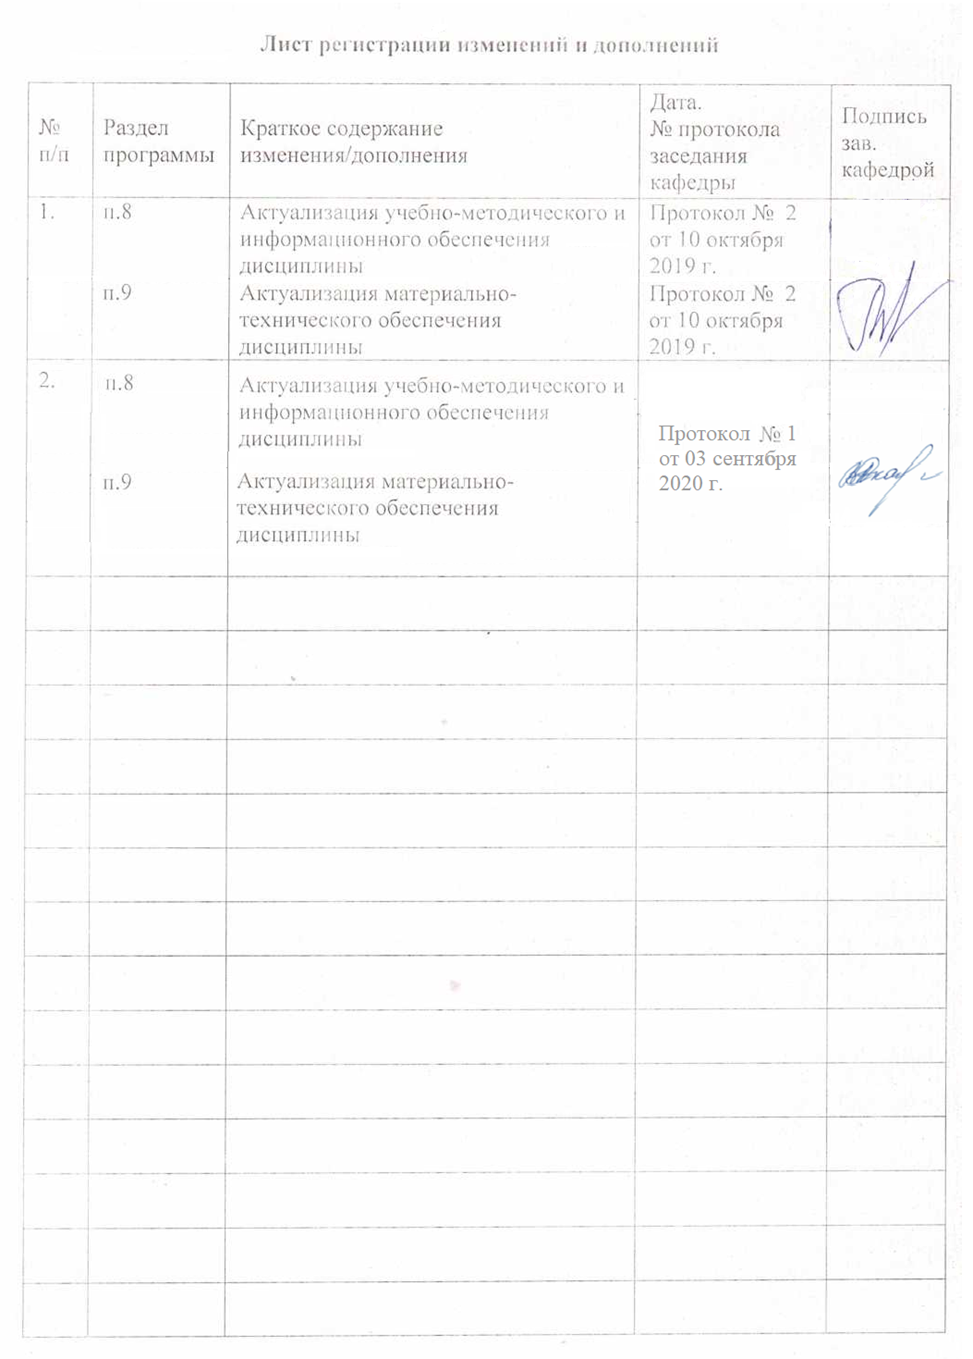 Лист регистрации изменений и дополнений
№
п/п
Раздел
программы
Краткое содержание
изменения/дополнения
Дата.
№ протокола
заседания
кафедры
Подпись
зав.
кафедрой
1.
п.8
Актуализация учебно-методического и
информационного обеспечения
дисциплины
Протокол № 2
от 10 октября
2019 г.
п.9
Актуализация материально-
технического обеспечения
дисциплины
Протокол № 2
от 10 октября
2019 г.
2.
п.8
Актуализация учебно-методического и
информационного обеспечения
дисциплины
Протокол № 1
от 03 сентября
2020 г.
п.9
Актуализация материально-
технического обеспечения
дисциплины